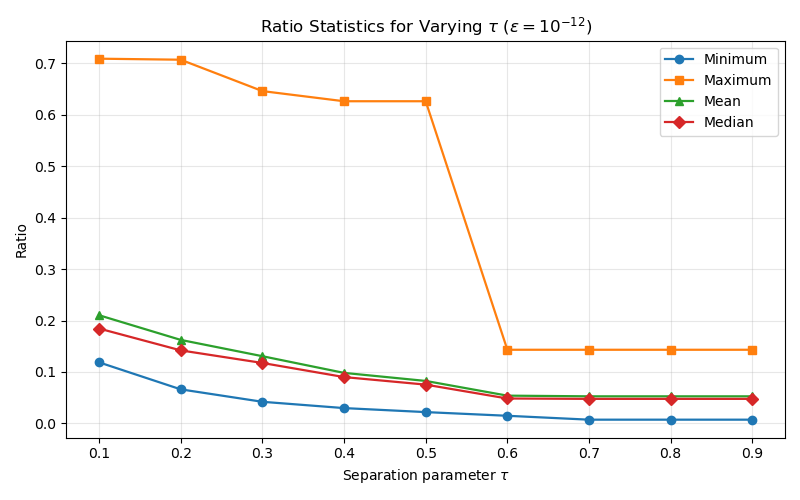 Ratio Statistics for Varying τ (ε = 10⁻¹²)
Minimum
Maximum
Mean
Median
Ratio
0.7
0.6
0.5
0.4
0.3
0.2
0.1
0.0
0.1 0.2 0.3 0.4 0.5 0.6 0.7 0.8 0.9
Separation parameter τ